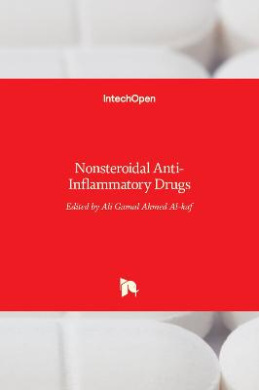 IntechOpen
Nonsteroidal Anti-
Inflammatory Drugs
Edited by Ali Gamal Ahmed Al-kaf